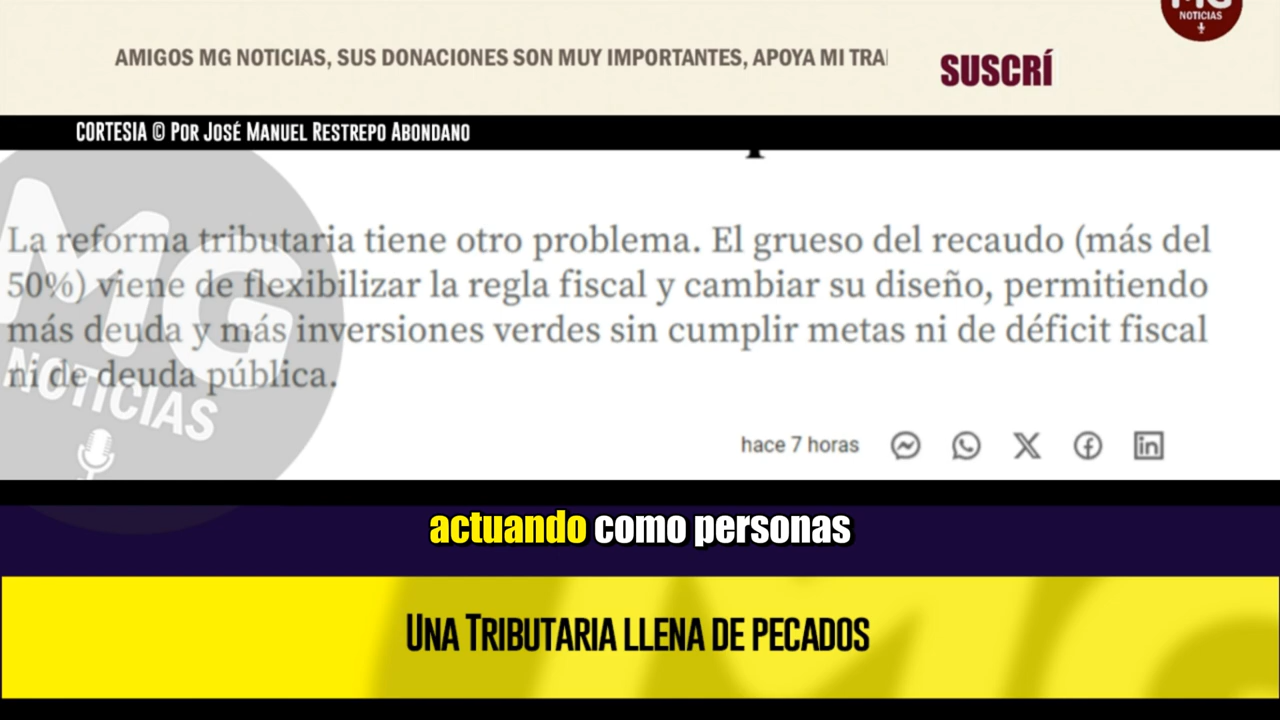 MG
NOTICIAS
AMIGOS MG NOTICIAS, SUS DONACIONES SON MUY IMPORTANTES, APOYA MI TRA
SUSCRÍ
CORTESIA © POR JOSÉ MANUEL RESTREPO ABONDANO
La reforma tributaria tiene otro problema. El grueso del recaudo (más del
50%) viene de flexibilizar la regla fiscal y cambiar su diseño, permitiendo
más deuda y más inversiones verdes sin cumplir metas ni de déficit fiscal
ni de deuda pública.
MG
NOTICIAS
hace 7 horas
actuando como personas
UNA TRIBUTARIA LLENA DE PECADOS